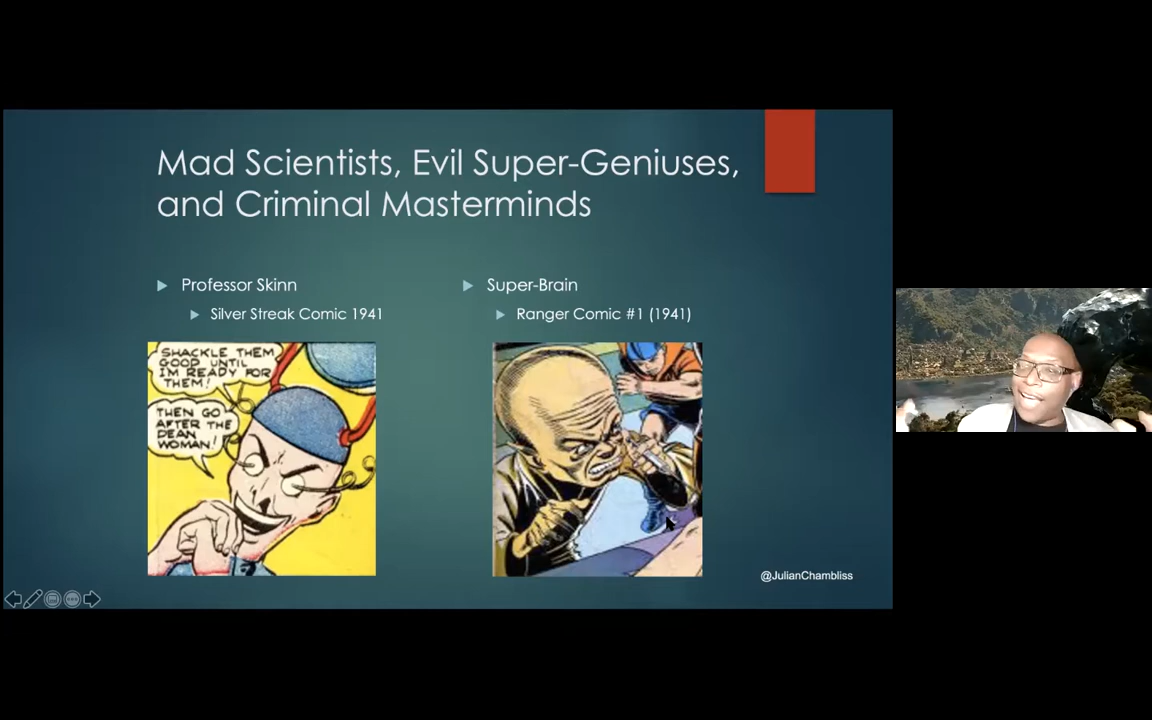 Mad Scientists, Evil Super-Geniuses,
and Criminal Masterminds
Professor Skinn
Silver Streak Comic 1941
SHACKLE THEM
GOOD UNTIL
I'M READY FOR
THEM!
THEN GO
AFTER THE
DEAN
WOMAN!
Super-Brain
Ranger Comic #1 (1941)
@JulianChambliss